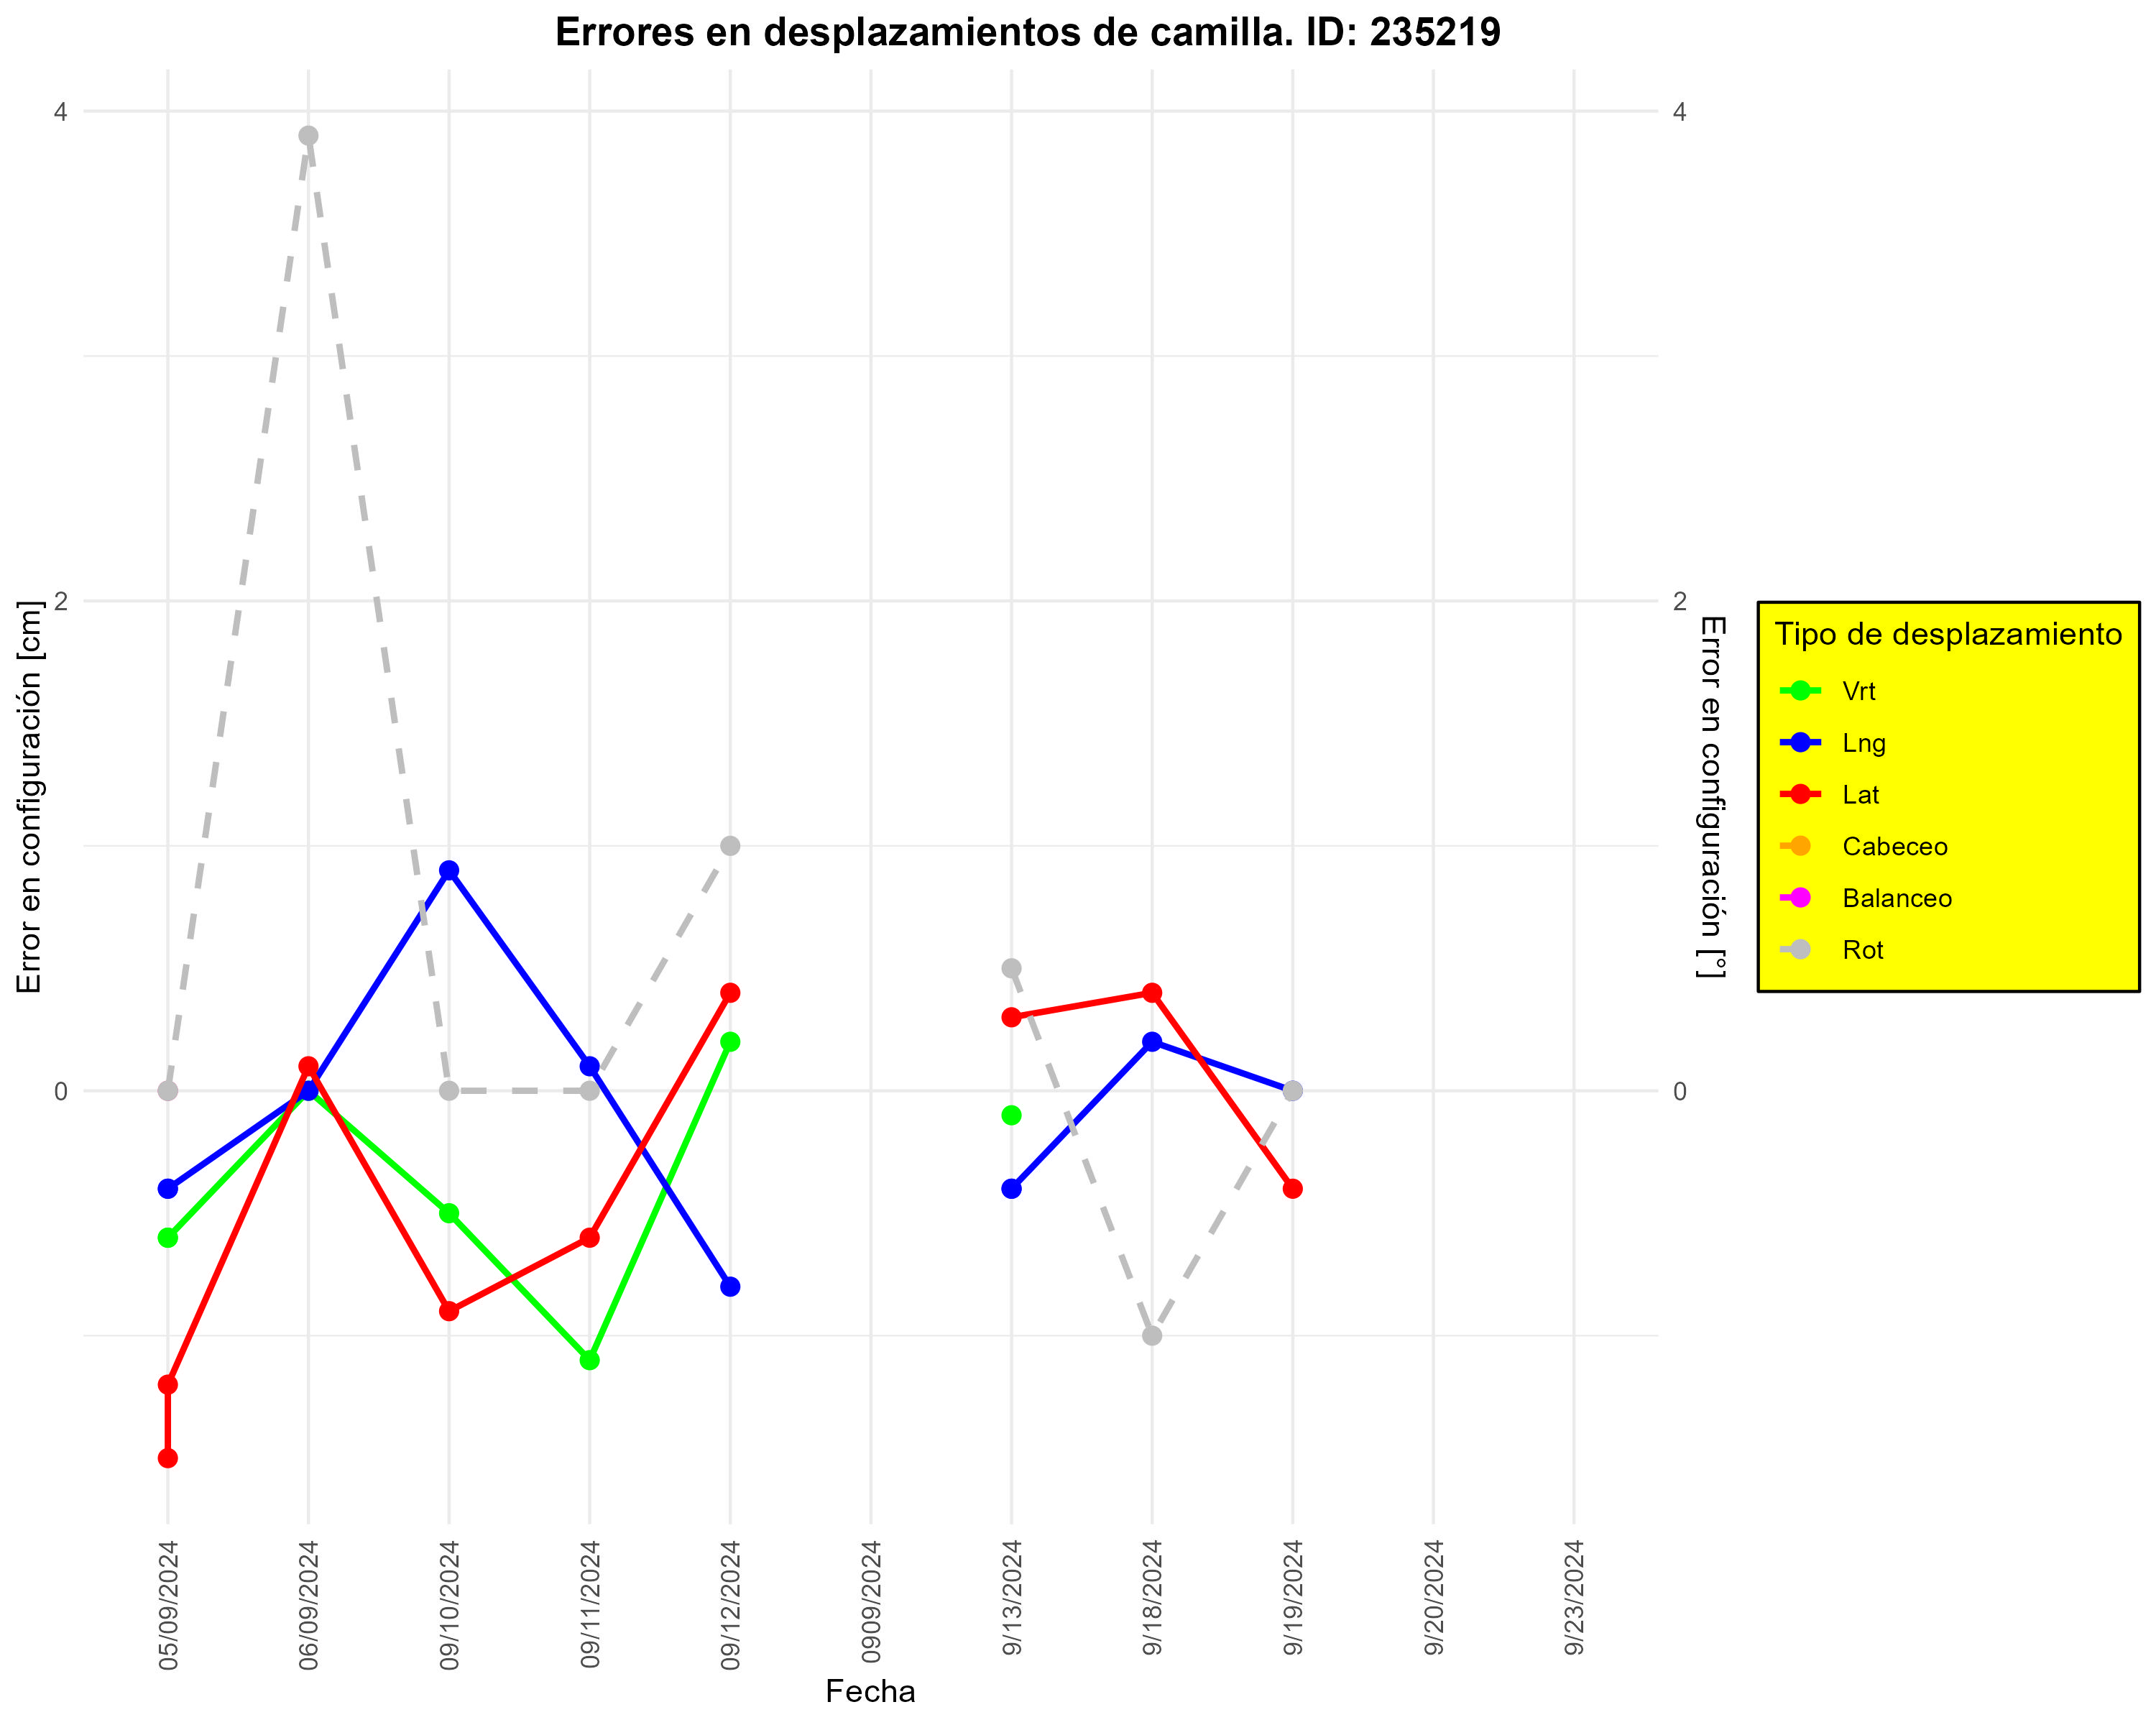 Errores en desplazamientos de camilla. ID: 235219
Error en configuración [cm]
4
2
0
4
2
0
Error en configuración [°]
Tipo de desplazamiento
Vrt
Lng
Lat
Cabeceo
Balanceo
Rot
05/09/2024
06/09/2024
09/10/2024
09/11/2024
09/12/2024
0909/2024
9/13/2024
9/18/2024
9/19/2024
9/20/2024
9/23/2024
Fecha